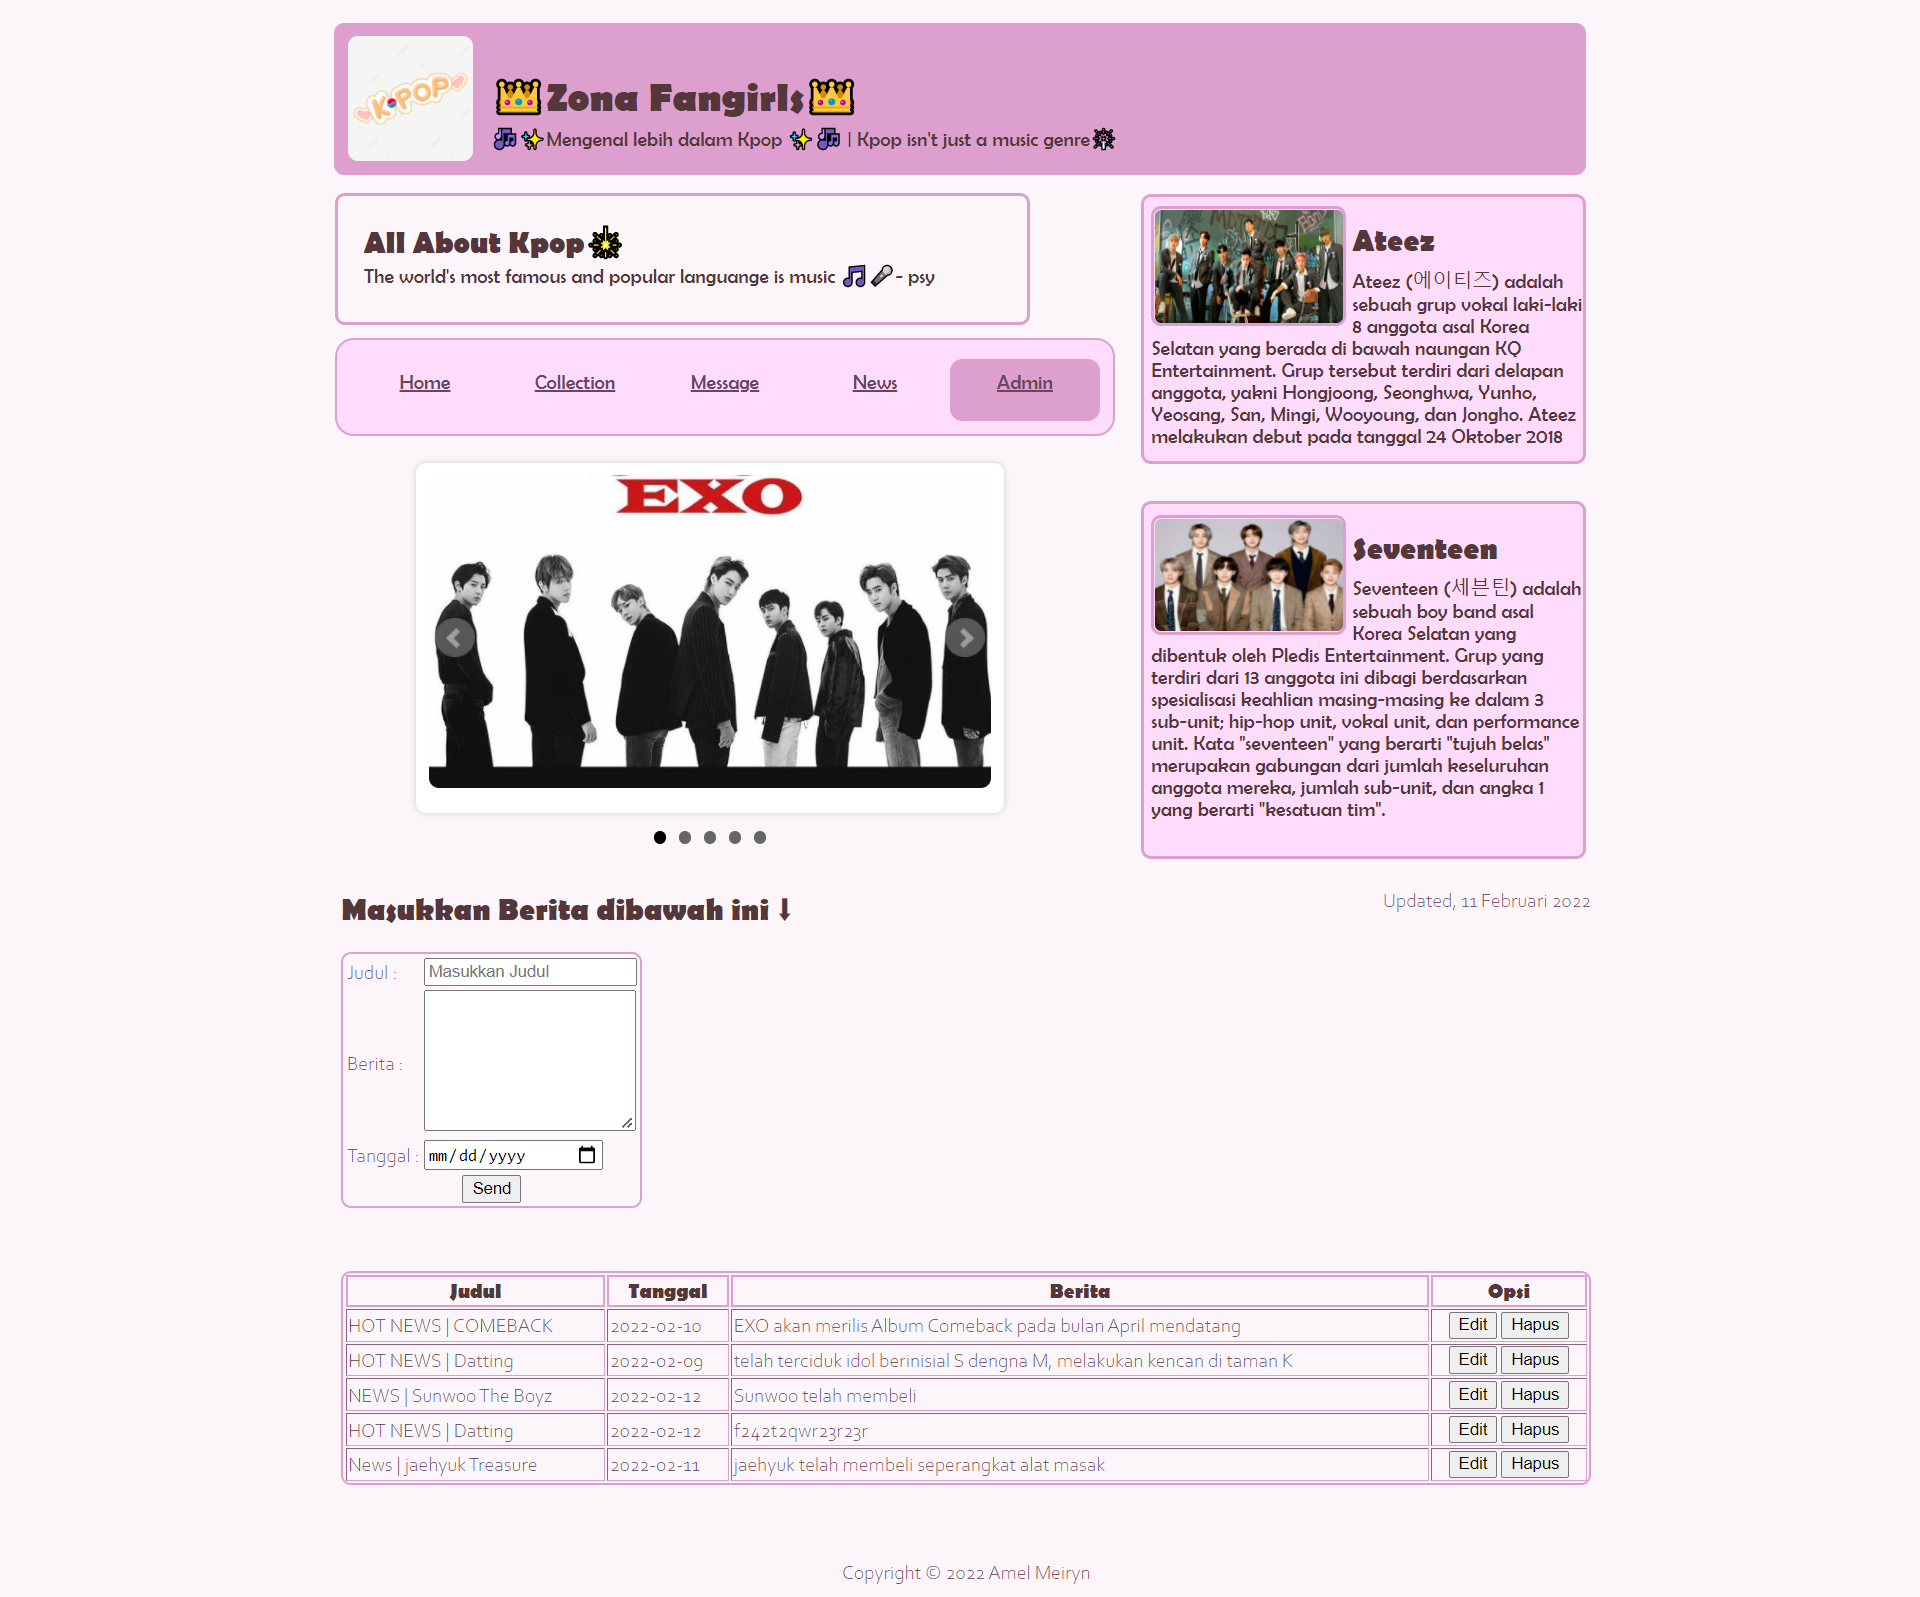 K-POP
👑Zona Fangirls👑
🎶✨Mengenal lebih dalam Kpop ✨🎶 | Kpop isn't just a music genre
All About Kpop
The world's most famous and popular languange is music 🎵🎤- psy
Home Collection Message News Admin
EXO
Ateez
Ateez (에이티즈) adalah
sebuah grup vokal laki-laki
8 anggota asal Korea
Selatan yang berada di bawah naungan KQ
Entertainment. Grup tersebut terdiri dari delapan
anggota, yakni Hongjoong, Seonghwa, Yunho,
Yeosang, San, Mingi, Wooyoung, dan Jongho. Ateez
melakukan debut pada tanggal 24 Oktober 2018
Seventeen
Seventeen (세븐틴) adalah
sebuah boy band asal
Korea Selatan yang
dibentuk oleh Pledis Entertainment. Grup yang
terdiri dari 13 anggota ini dibagi berdasarkan
spesialisasi keahlian masing-masing ke dalam 3
sub-unit; hip-hop unit, vokal unit, dan performance
unit. Kata "seventeen" yang berarti "tujuh belas"
merupakan gabungan dari jumlah keseluruhan
anggota mereka, jumlah sub-unit, dan angka 1
yang berarti "kesatuan tim".
Updated, 11 Februari 2022
Masukkan Berita dibawah ini ⬇
Judul : Masukkan Judul
Berita :
Tanggal : mm/dd/yyyy
Send
Judul Tanggal Berita Opsi
HOT NEWS | COMEBACK 2022-02-10 EXO akan merilis Album Comeback pada bulan April mendatang Edit Hapus
HOT NEWS | Datting 2022-02-09 telah terciduk idol berinisial S dengna M, melakukan kencan di taman K Edit Hapus
NEWS | Sunwoo The Boyz 2022-02-12 Sunwoo telah membeli Edit Hapus
HOT NEWS | Datting 2022-02-12 f242t2qwr23r23r Edit Hapus
News | jaehyuk Treasure 2022-02-11 jaehyuk telah membeli seperangkat alat masak Edit Hapus
Copyright © 2022 Amel Meiryn